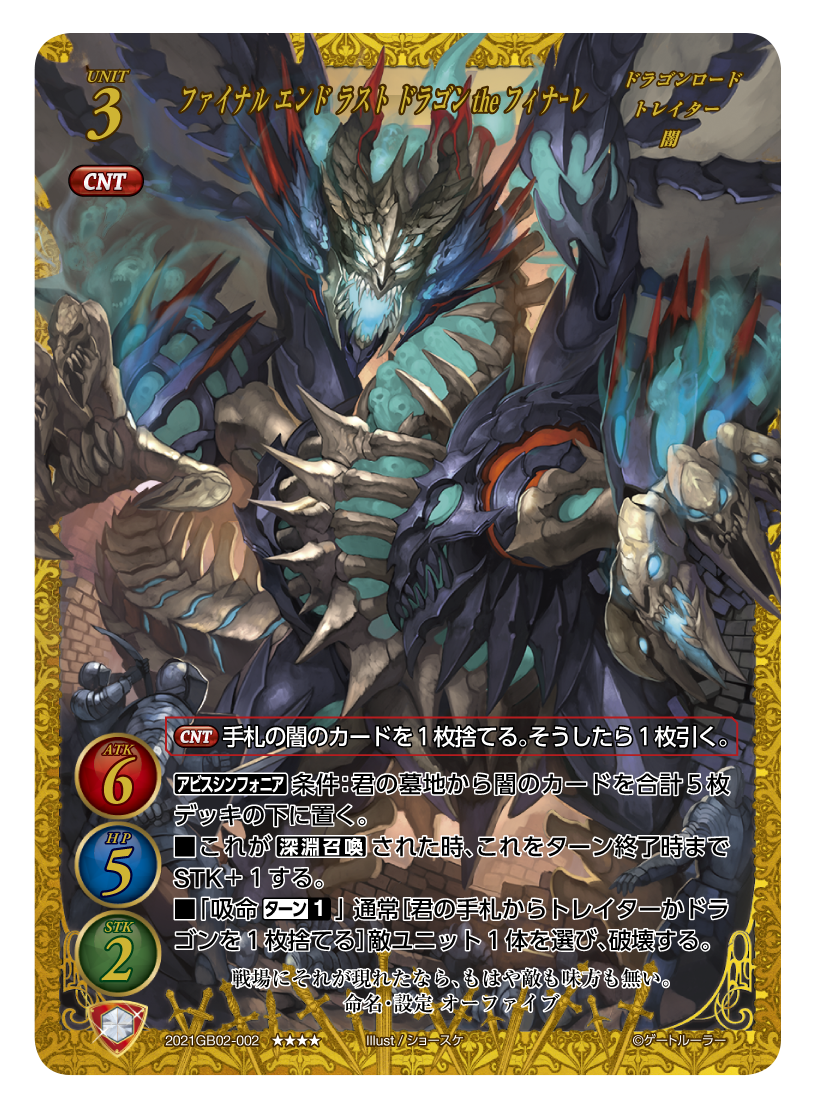 UNIT
3
ファイナル エンド ラスト ドラゴン the フィナーレ
ドラゴンロード
トレイター
闇
CNT
CNT 手札の闇のカードを1枚捨てる。そうしたら1枚引く。
ATK
6
アビスシンフォニア 条件：君の墓地から闇のカードを合計5枚
デッキの下に置く。
HP
5
■これが 深淵召喚 された時、これをターン終了時まで
STK＋1する。
■「吸命 ターン1 」通常［君の手札からトレイターかドラ
ゴンを1枚捨てる］敵ユニット1体を選び、破壊する。
STK
2
戦場にそれが現れたなら、もはや敵も味方も無い。
命名・設定 オーファイブ
2021GB02-002 ★★★★ Illust / ショースケ ©ゲートルーラー